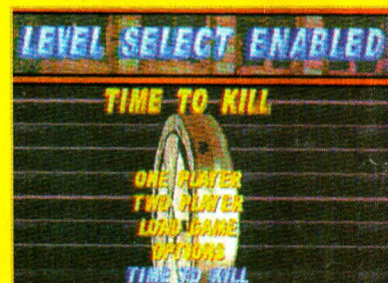 LEVEL SELECT ENABLED
TIME TO KILL
ONE PLAYER
TWO PLAYER
LOAD GAME
OPTIONS
TIME TO KILL